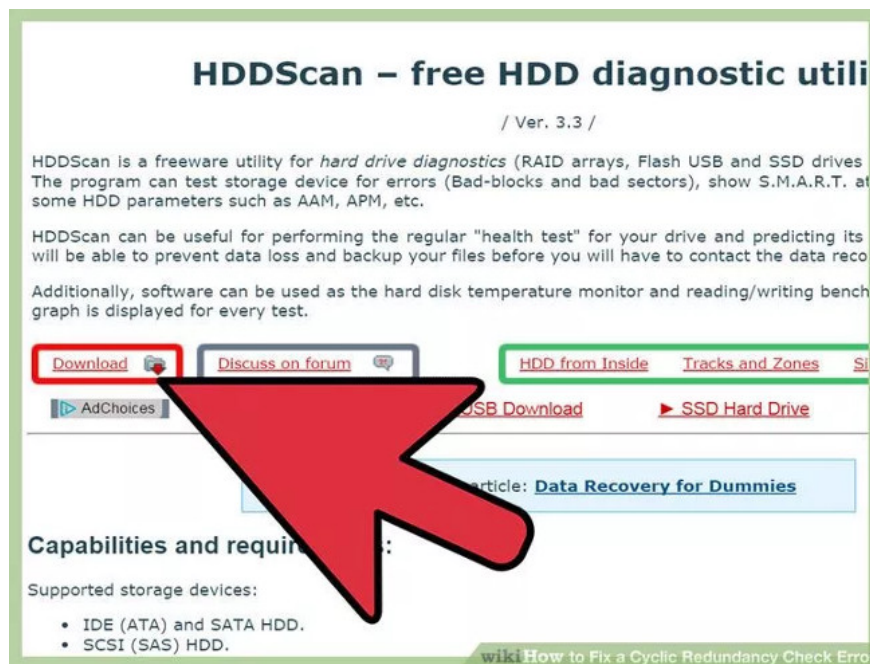 HDDScan – free HDD diagnostic utili
/ Ver. 3.3 /
HDDScan is a freeware utility for hard drive diagnostics (RAID arrays, Flash USB and SSD drives
The program can test storage device for errors (Bad-blocks and bad sectors), show S.M.A.R.T. at
some HDD parameters such as AAM, APM, etc.
HDDScan can be useful for performing the regular "health test" for your drive and predicting its
will be able to prevent data loss and backup your files before you will have to contact the data reco
Additionally, software can be used as the hard disk temperature monitor and reading/writing bench
graph is displayed for every test.
Download Discuss on forum HDD from Inside Tracks and Zones Si
AdChoices USB Download ► SSD Hard Drive
article: Data Recovery for Dummies
Capabilities and requir s:
Supported storage devices:
• IDE (ATA) and SATA HDD.
• SCSI (SAS) HDD.
wikiHow to Fix a Cyclic Redundancy Check Erro